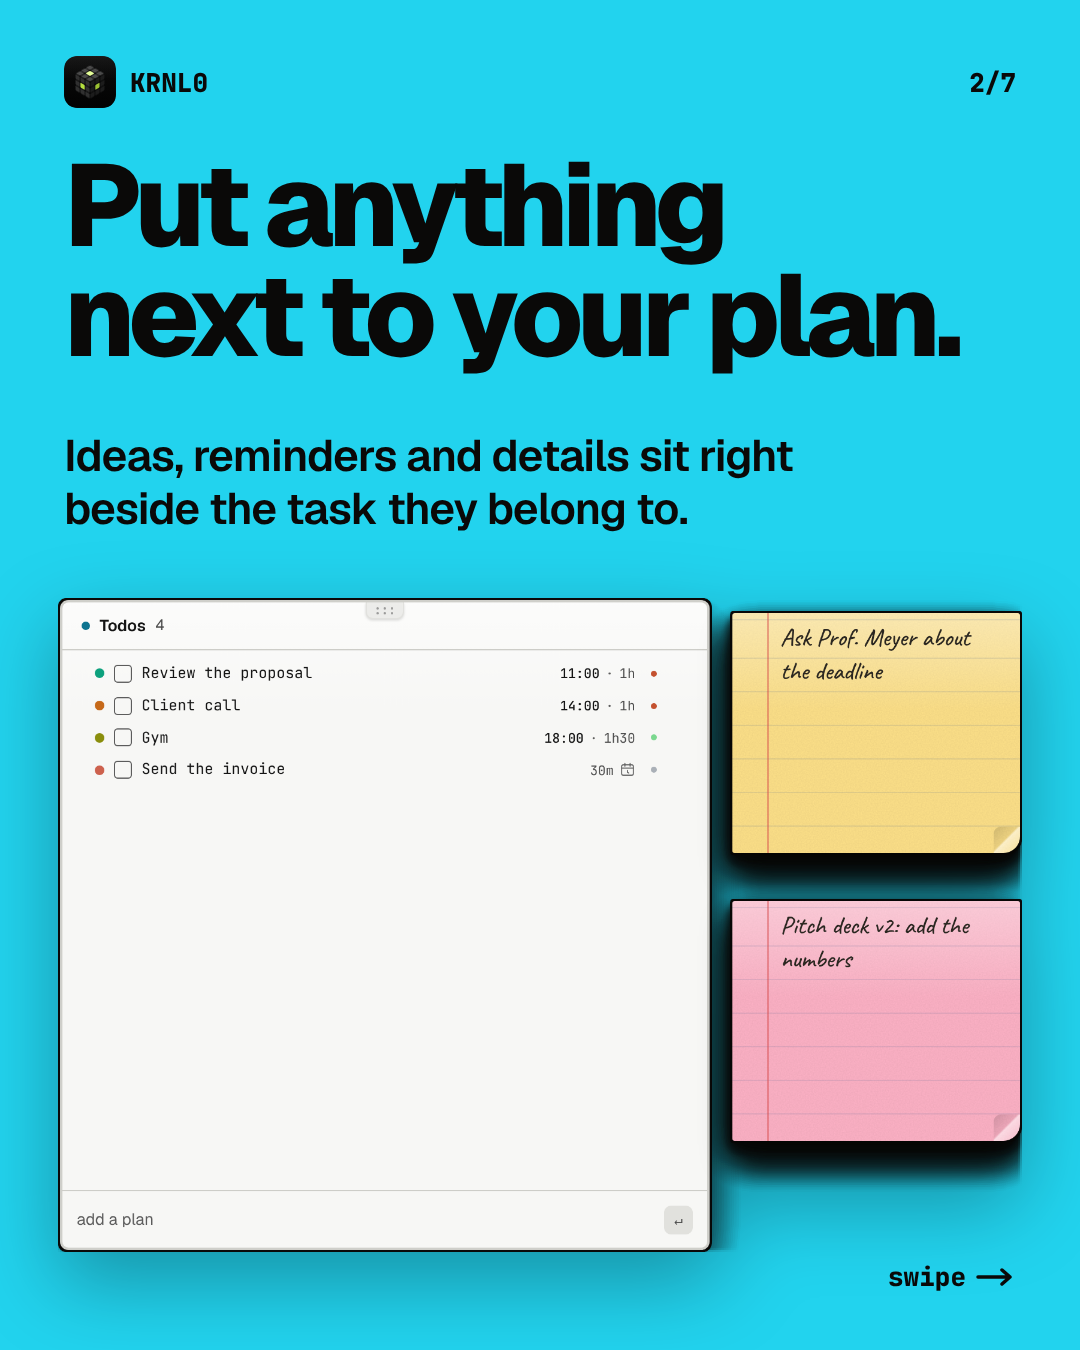 KRNL0
2/7
Put anything
next to your plan.
Ideas, reminders and details sit right
beside the task they belong to.
Todos 4
Review the proposal 11:00 · 1h
Client call 14:00 · 1h
Gym 18:00 · 1h30
Send the invoice 30m
add a plan
Ask Prof. Meyer about
the deadline
Pitch deck v2: add the
numbers
swipe →